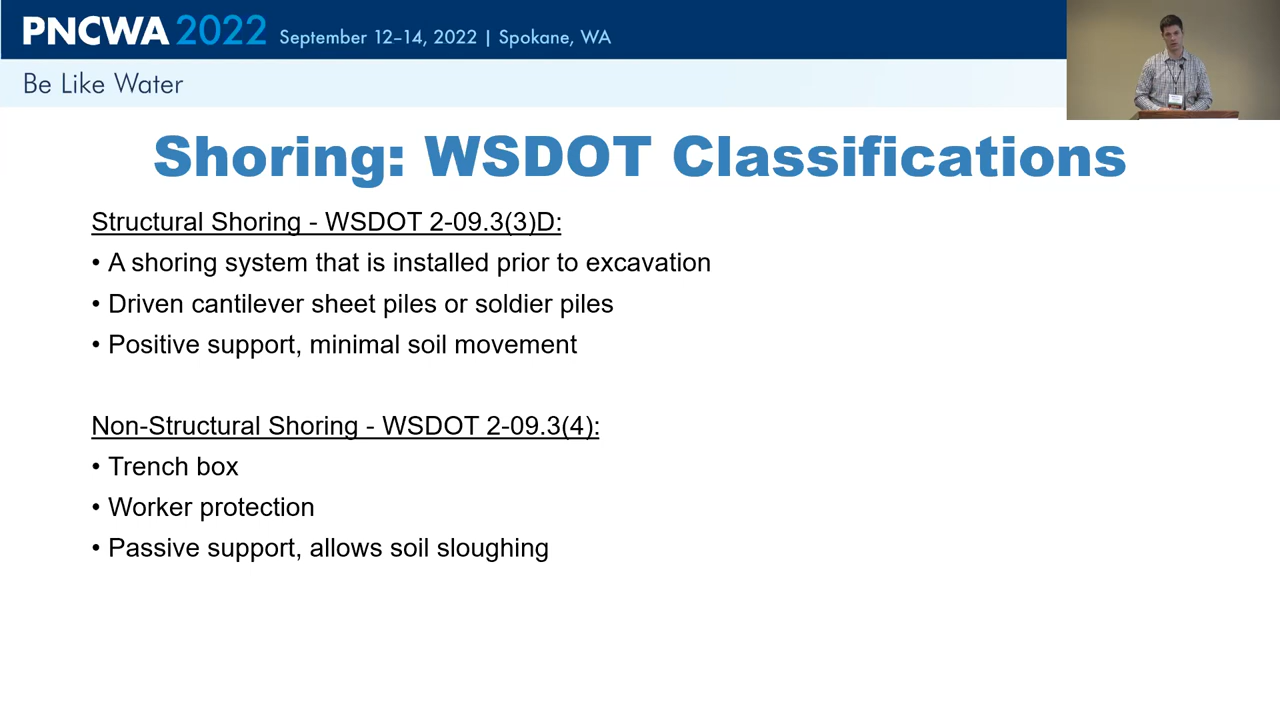 PNCWA 2022 September 12–14, 2022 | Spokane, WA
Be Like Water
Shoring: WSDOT Classifications
Structural Shoring - WSDOT 2-09.3(3)D:
• A shoring system that is installed prior to excavation
• Driven cantilever sheet piles or soldier piles
• Positive support, minimal soil movement
Non-Structural Shoring - WSDOT 2-09.3(4):
• Trench box
• Worker protection
• Passive support, allows soil sloughing